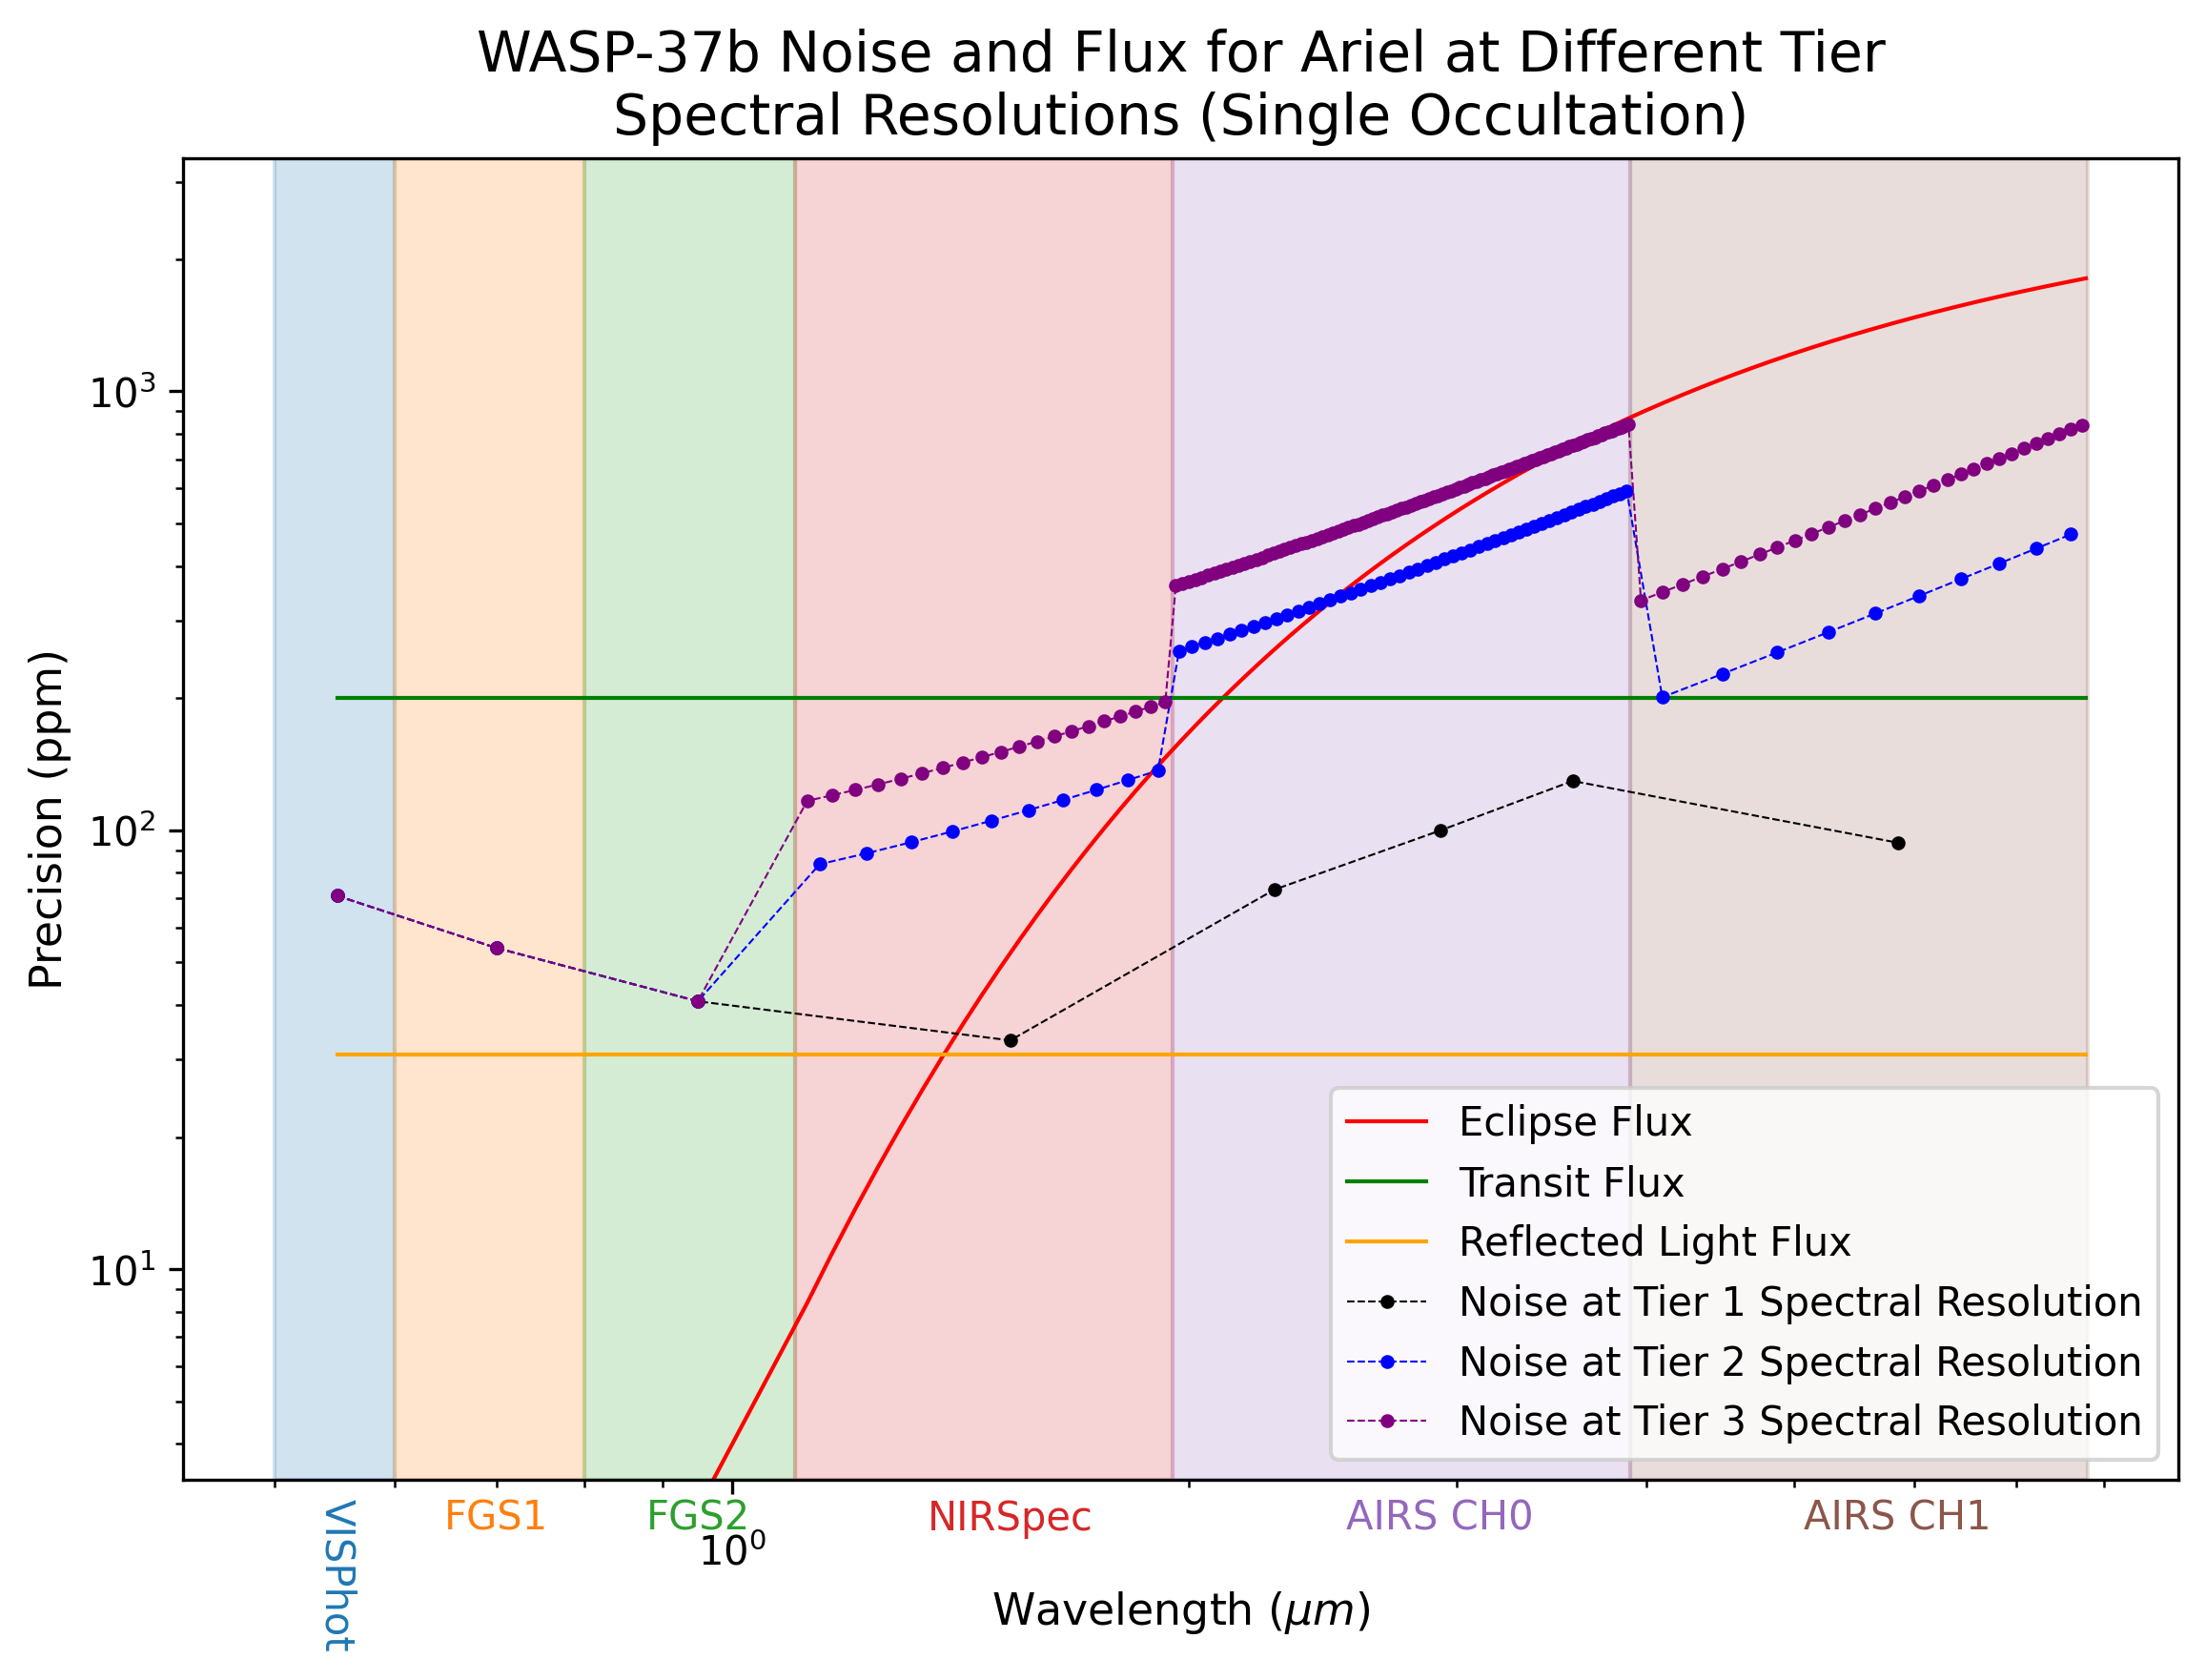 WASP-37b Noise and Flux for Ariel at Different Tier
Spectral Resolutions (Single Occultation)
Precision (ppm)
10³
10²
10¹
Eclipse Flux
Transit Flux
Reflected Light Flux
Noise at Tier 1 Spectral Resolution
Noise at Tier 2 Spectral Resolution
Noise at Tier 3 Spectral Resolution
VISPhot
FGS1
FGS2
NIRSpec
AIRS CH0
AIRS CH1
10⁰
Wavelength (μm)